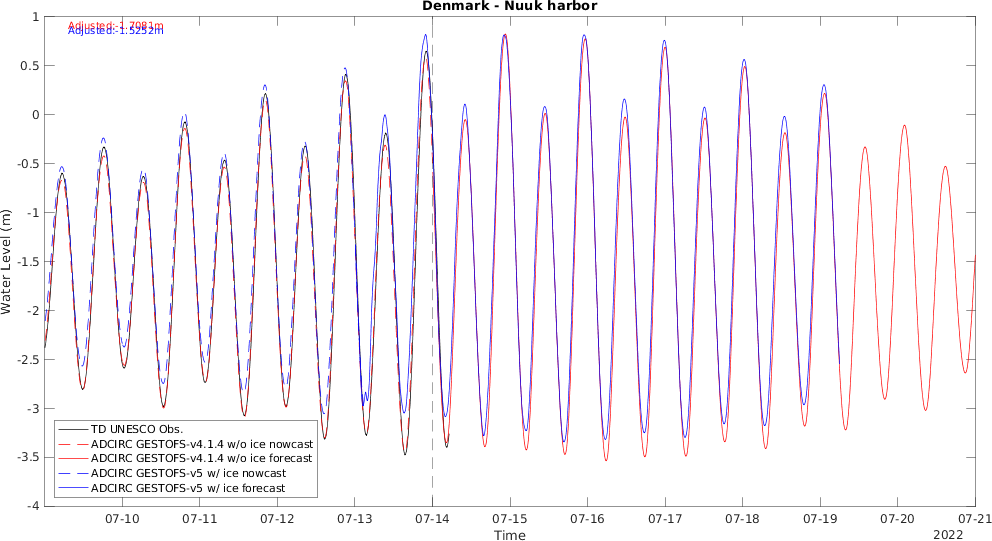 Denmark - Nuuk harbor
Adjusted:-1.7081m
Adjusted:-1.5252m
Water Level (m)
1
0.5
0
-0.5
-1
-1.5
-2
-2.5
-3
-3.5
-4
TD UNESCO Obs.
ADCIRC GESTOFS-v4.1.4 w/o ice nowcast
ADCIRC GESTOFS-v4.1.4 w/o ice forecast
ADCIRC GESTOFS-v5 w/ ice nowcast
ADCIRC GESTOFS-v5 w/ ice forecast
07-10 07-11 07-12 07-13 07-14 07-15 07-16 07-17 07-18 07-19 07-20 07-21
Time
2022